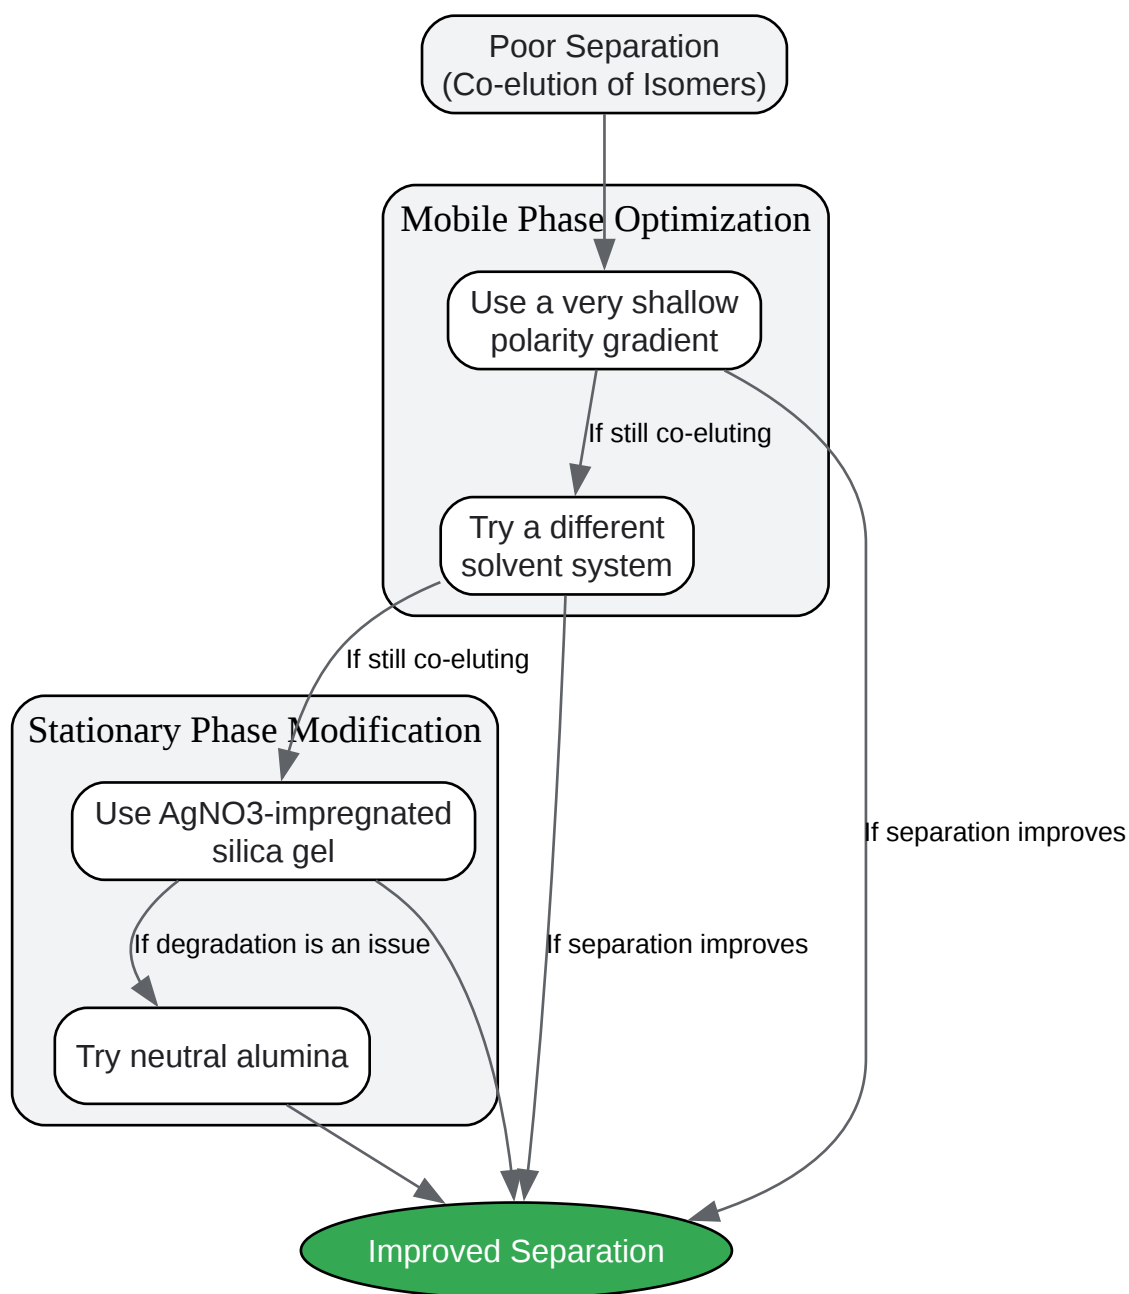 Poor Separation
(Co-elution of Isomers)
Mobile Phase Optimization
Use a very shallow
polarity gradient
If still co-eluting
Try a different
solvent system
If still co-eluting
Stationary Phase Modification
Use AgNO3-impregnated
silica gel
If separation improves
If degradation is an issue
If separation improves
Try neutral alumina
Improved Separation